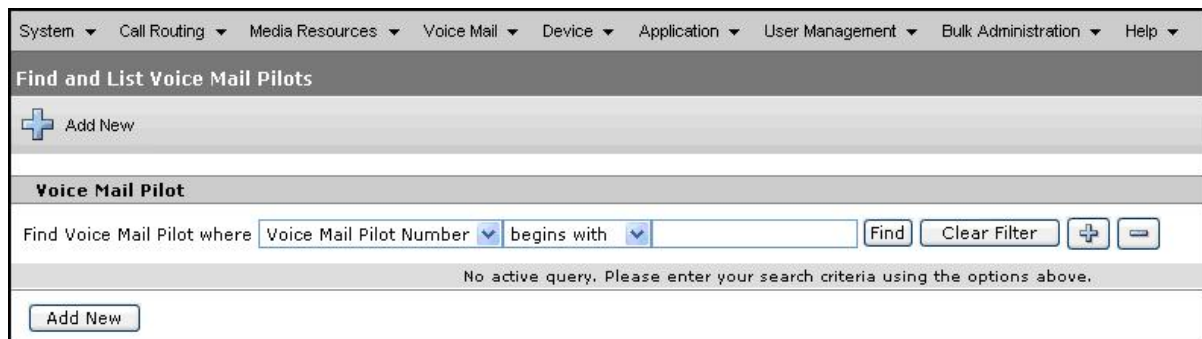 System Call Routing Media Resources Voice Mail Device Application User Management Bulk Administration Help
Find and List Voice Mail Pilots
Add New
Voice Mail Pilot
Find Voice Mail Pilot where Voice Mail Pilot Number begins with Find Clear Filter
No active query. Please enter your search criteria using the options above.
Add New